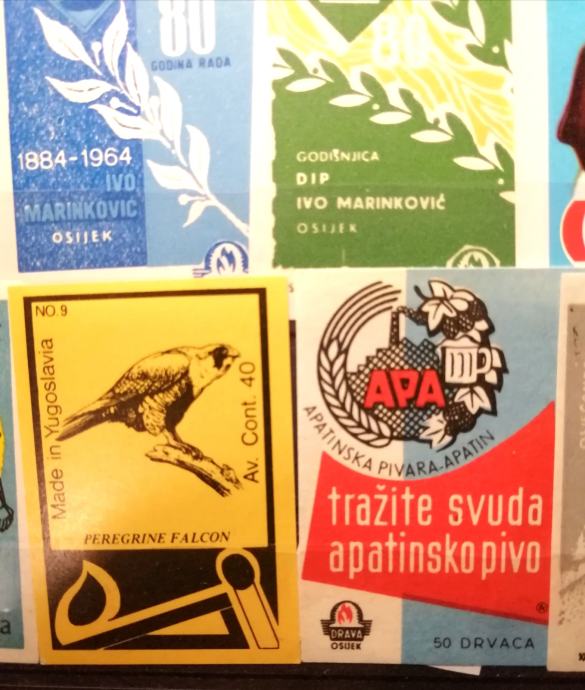 80
GODINA RADA
1884-1964
IVO
MARINKOVIĆ
OSIJEK
80
GODIŠNJICA
DIP
IVO MARINKOVIĆ
OSIJEK
NO.9
Made in Yugoslavia
Av. Cont. 40
PEREGRINE FALCON
APA
APATINSKA PIVARA-APATIN
tražite svuda
apatinsko pivo
®
DRAVA
OSIJEK
50 DRVACA